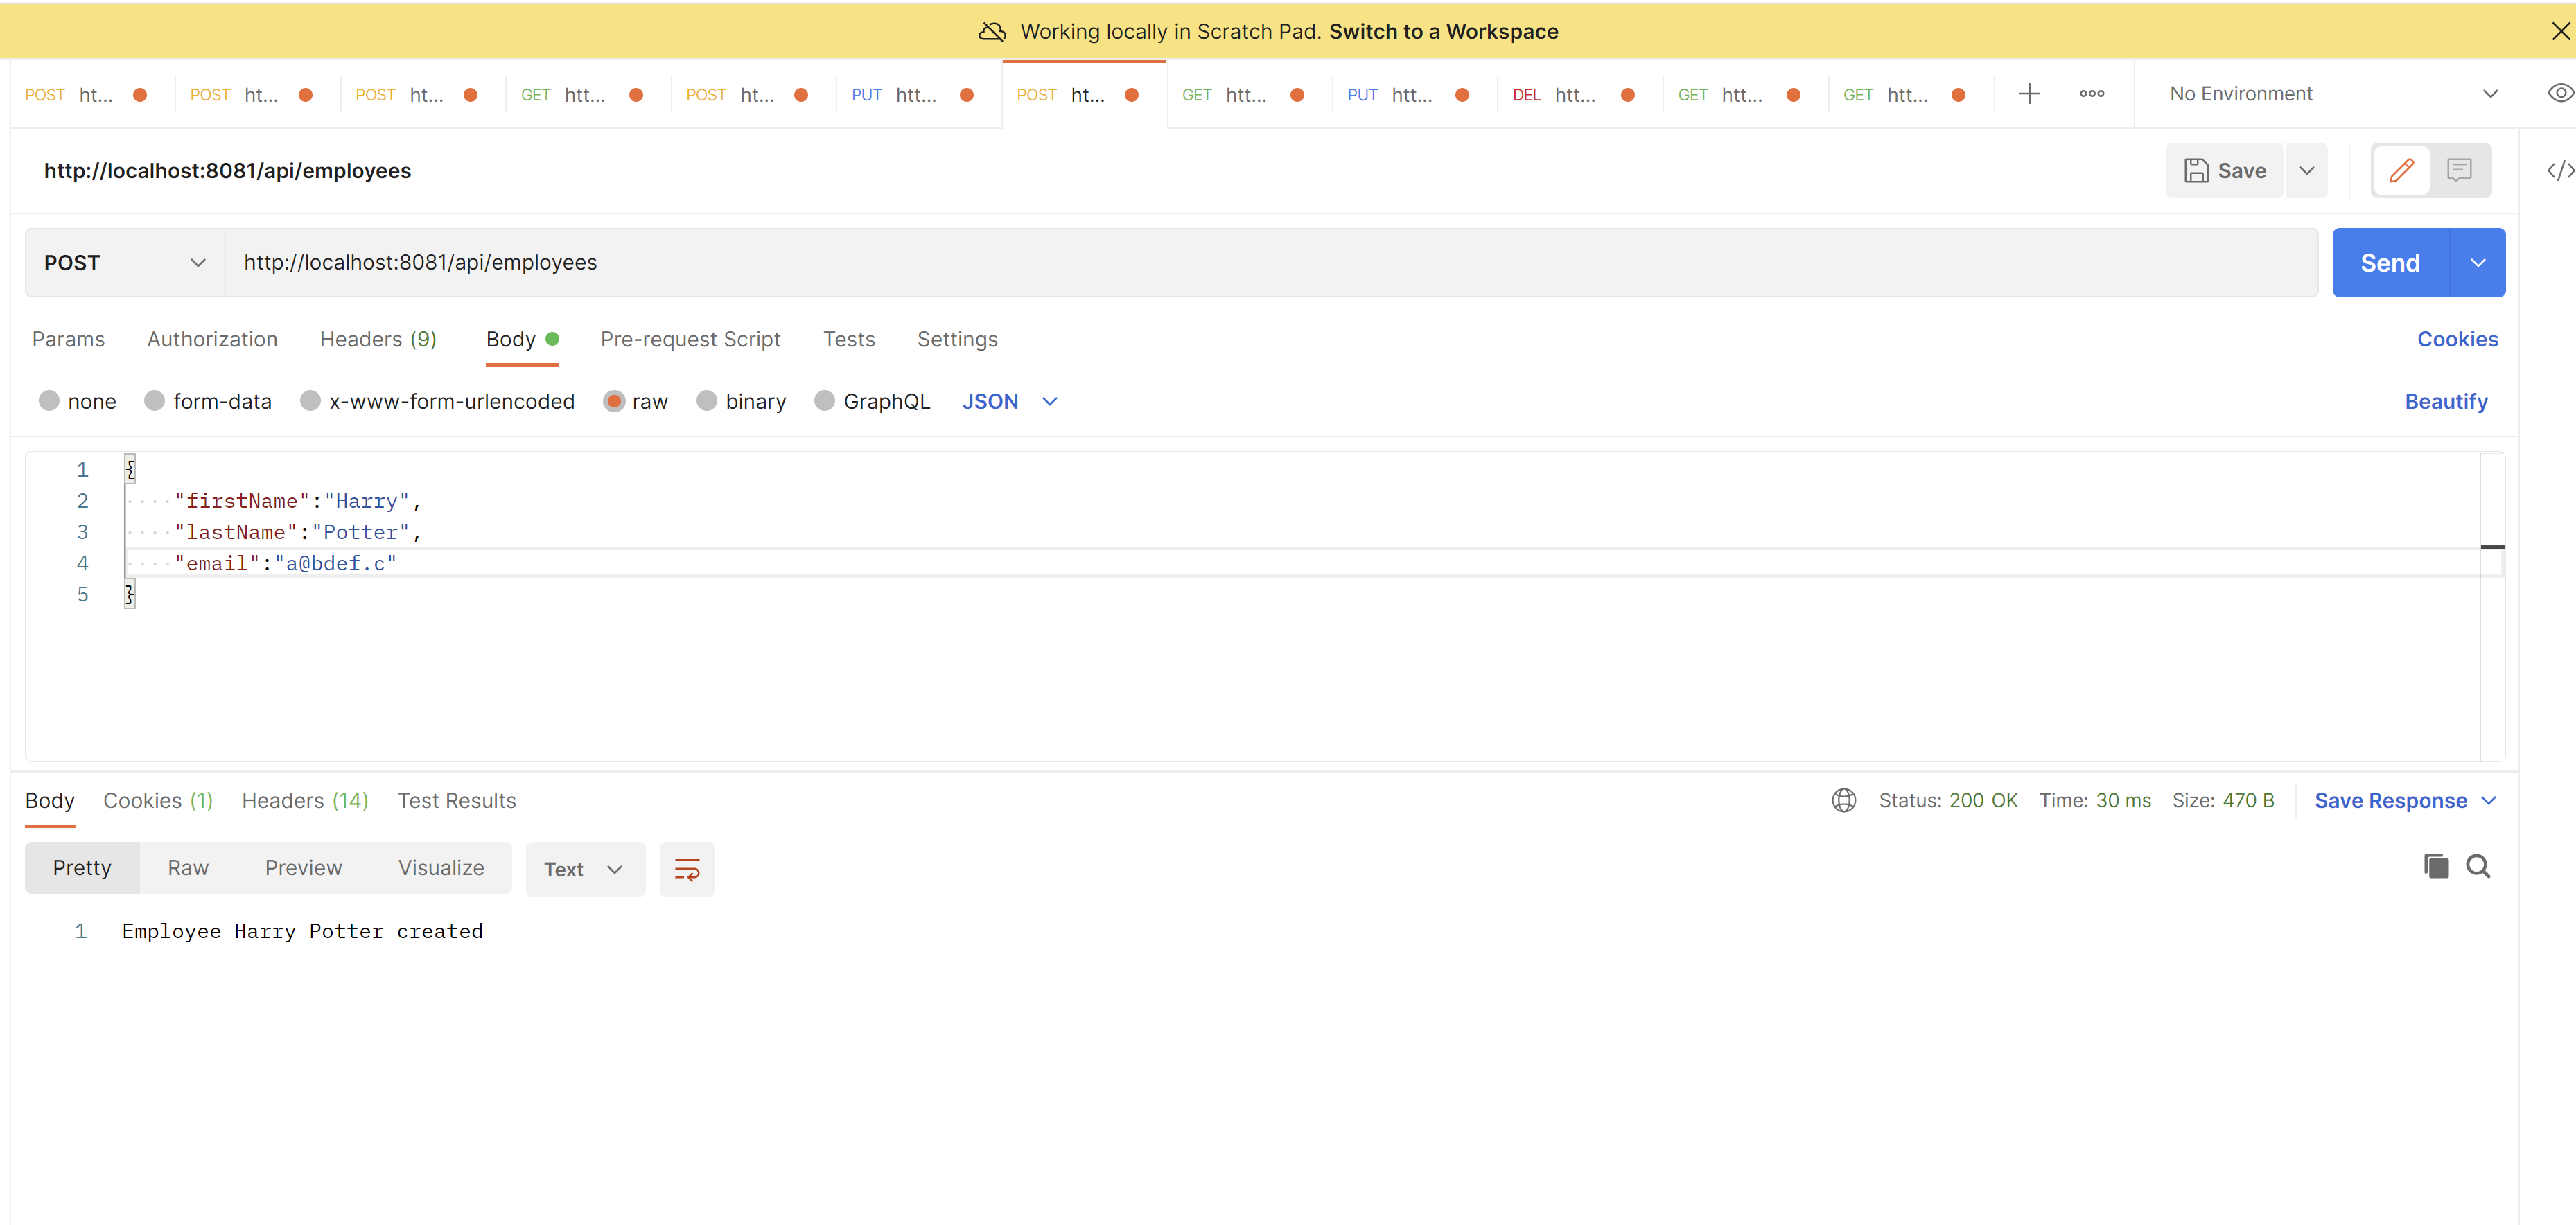 Working locally in Scratch Pad. Switch to a Workspace
POST ht... POST ht... POST ht... GET htt... POST ht... PUT htt... POST ht... GET htt... PUT htt... DEL htt... GET htt... GET htt... No Environment
http://localhost:8081/api/employees Save
POST http://localhost:8081/api/employees Send
Params Authorization Headers (9) Body Pre-request Script Tests Settings Cookies
none form-data x-www-form-urlencoded raw binary GraphQL JSON Beautify
1 {
2 "firstName":"Harry",
3 "lastName":"Potter",
4 "email":"a@bdef.c"
5 }
Body Cookies (1) Headers (14) Test Results Status: 200 OK Time: 30 ms Size: 470 B Save Response
Pretty Raw Preview Visualize Text
1 Employee Harry Potter created